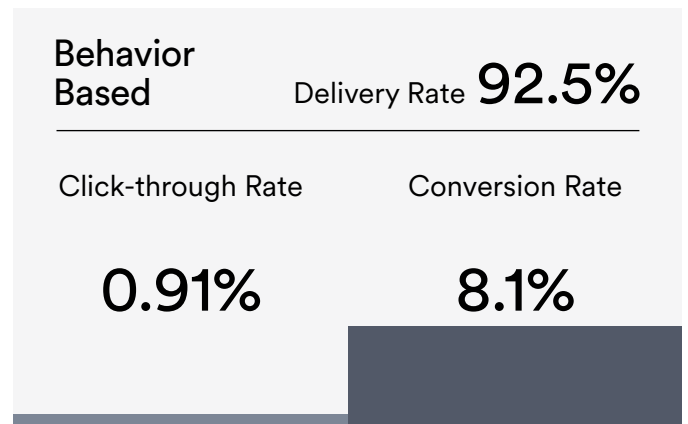 Behavior
Based
Delivery Rate 92.5%
Click-through Rate
Conversion Rate
0.91%
8.1%